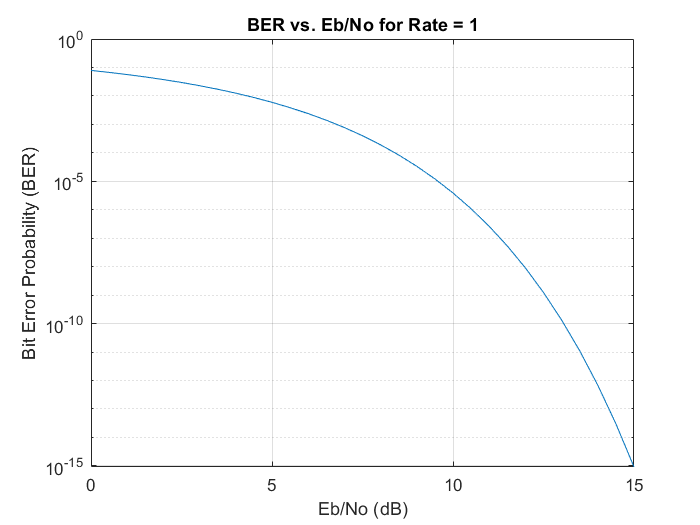 BER vs. Eb/No for Rate = 1
10^0
10^-5
10^-10
10^-15
Bit Error Probability (BER)
0 5 10 15
Eb/No (dB)